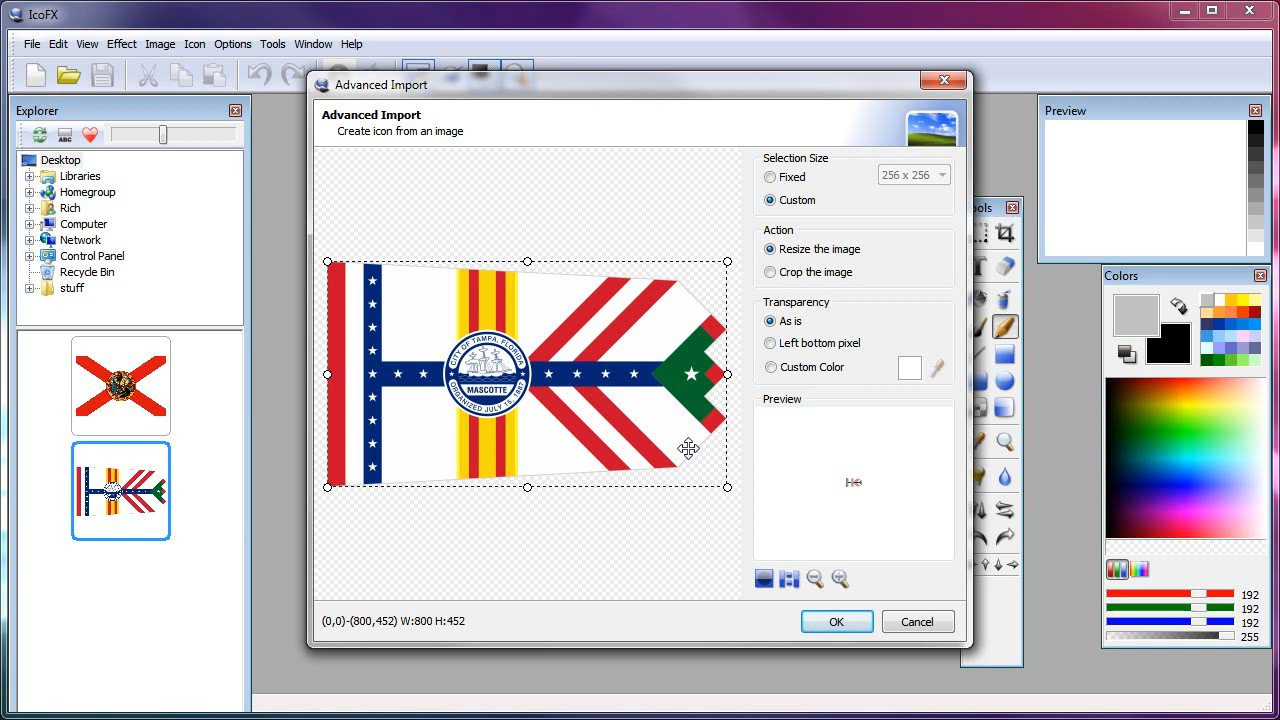 IcoFX
File Edit View Effect Image Icon Options Tools Window Help
Explorer
ABC
Desktop
Libraries
Homegroup
Rich
Computer
Network
Control Panel
Recycle Bin
stuff
Advanced Import
Advanced Import
Create icon from an image
CITY OF TAMPA, FLORIDA
MASCOTTE
ORGANIZED JULY 15, 1887
Selection Size
Fixed
256 x 256
Custom
Action
Resize the image
Crop the image
Transparency
As is
Left bottom pixel
Custom Color
Preview
(0,0)-(800,452) W:800 H:452
OK
Cancel
Preview
ols
Colors
192
192
192
255